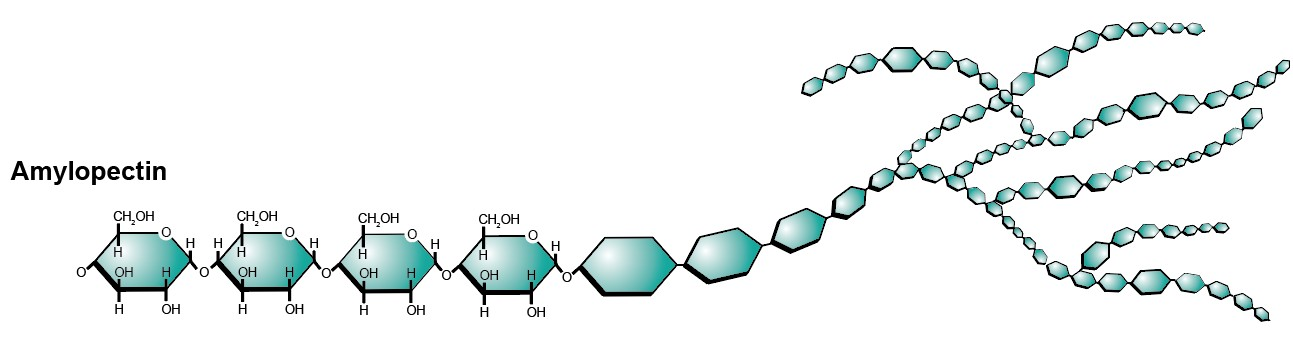 Amylopectin
CH₂OH CH₂OH CH₂OH CH₂OH
O O O O
H H H H H H H H H
O OH H O OH H O OH H O OH H O
H OH H OH H OH H OH